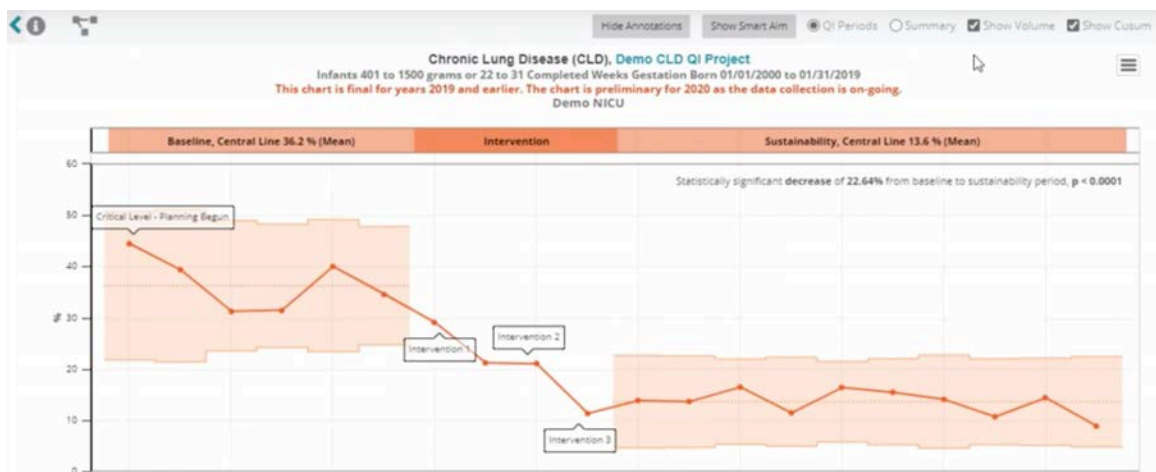 Hide Annotations Show Smart Aim QI Periods Summary Show Volume Show Cusum
Chronic Lung Disease (CLD), Demo CLD QI Project
Infants 401 to 1500 grams or 22 to 31 Completed Weeks Gestation Born 01/01/2000 to 01/31/2019
This chart is final for years 2019 and earlier. The chart is preliminary for 2020 as the data collection is on-going.
Demo NICU
Baseline, Central Line 36.2 % (Mean) Intervention Sustainability, Central Line 13.6 % (Mean)
60
Statistically significant decrease of 22.64% from baseline to sustainability period, p < 0.0001
50
Critical Level - Planning Begun
40
%
30
Intervention 1
Intervention 2
20
10
Intervention 3
0